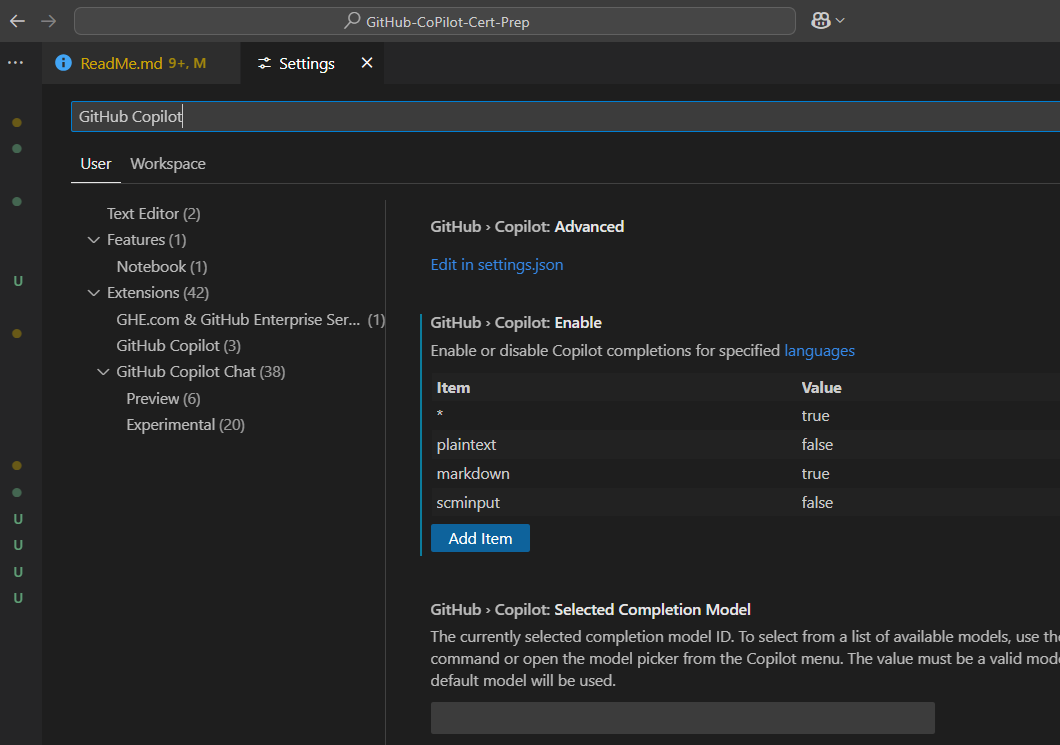 GitHub-CoPilot-Cert-Prep
ReadMe.md 9+, M
Settings
GitHub Copilot
User Workspace
Text Editor (2)
Features (1)
Notebook (1)
Extensions (42)
GHE.com & GitHub Enterprise Ser... (1)
GitHub Copilot (3)
GitHub Copilot Chat (38)
Preview (6)
Experimental (20)
U
U
U
U
U
GitHub › Copilot: Advanced
Edit in settings.json
GitHub › Copilot: Enable
Enable or disable Copilot completions for specified languages
Item Value
* true
plaintext false
markdown true
scminput false
Add Item
GitHub › Copilot: Selected Completion Model
The currently selected completion model ID. To select from a list of available models, use the
command or open the model picker from the Copilot menu. The value must be a valid mode
default model will be used.